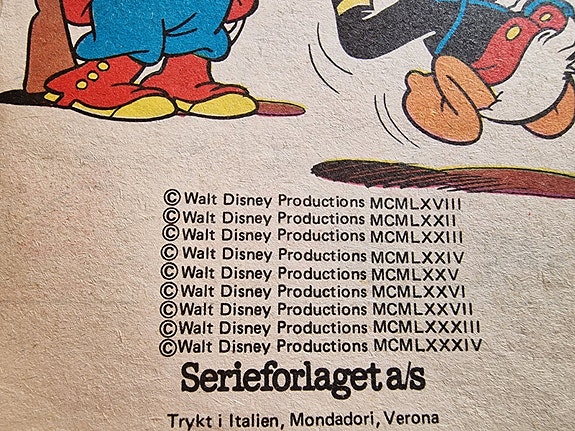 ©Walt Disney Productions MCMLXVIII
©Walt Disney Productions MCMLXXII
©Walt Disney Productions MCMLXXIII
©Walt Disney Productions MCMLXXIV
©Walt Disney Productions MCMLXXV
©Walt Disney Productions MCMLXXVI
©Walt Disney Productions MCMLXXVII
©Walt Disney Productions MCMLXXXIII
©Walt Disney Productions MCMLXXXIV
Serieforlaget a/s
Trykt i Italien, Mondadori, Verona